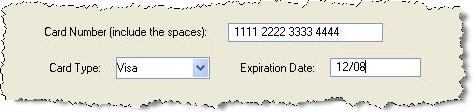 Card Number (include the spaces): 1111 2222 3333 4444
Card Type: Visa Expiration Date: 12/08